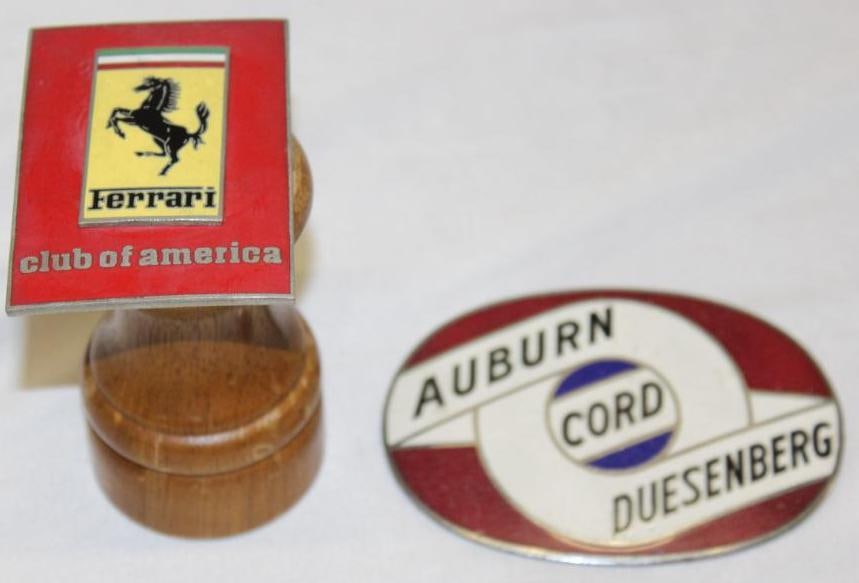 Ferrari
club of america
AUBURN
CORD
DUESENBERG